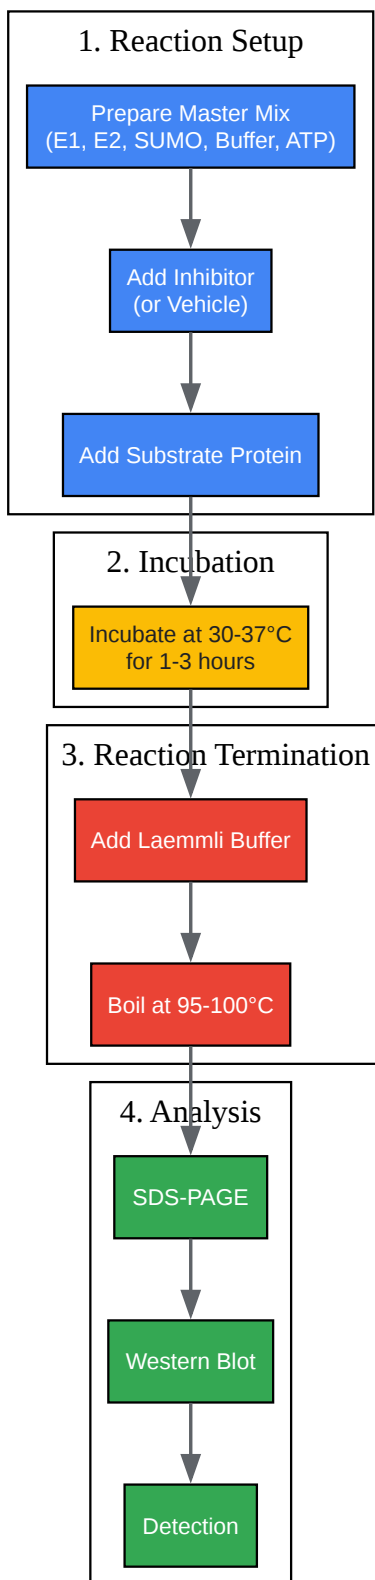 1. Reaction Setup
Prepare Master Mix
(E1, E2, SUMO, Buffer, ATP)
Add Inhibitor
(or Vehicle)
Add Substrate Protein
2. Incubation
Incubate at 30-37°C
for 1-3 hours
3. Reaction Termination
Add Laemmli Buffer
Boil at 95-100°C
4. Analysis
SDS-PAGE
Western Blot
Detection